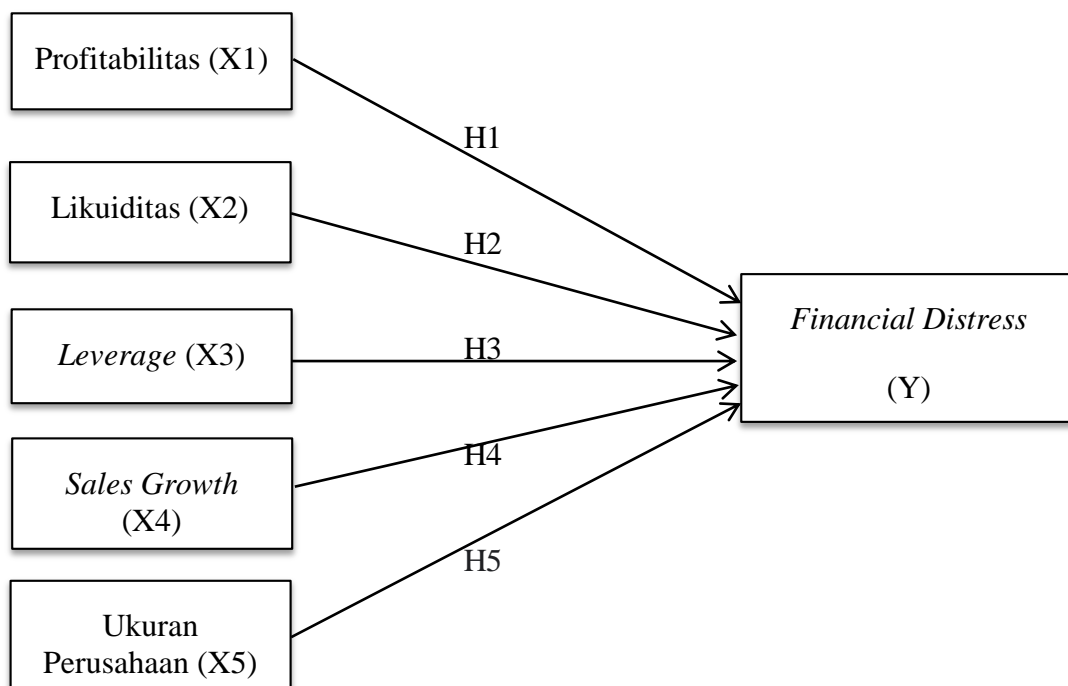 Profitabilitas (X1)
H1
Likuiditas (X2)
H2
Financial Distress
(Y)
Leverage (X3)
H3
Sales Growth
(X4)
H4
H5
Ukuran
Perusahaan (X5)